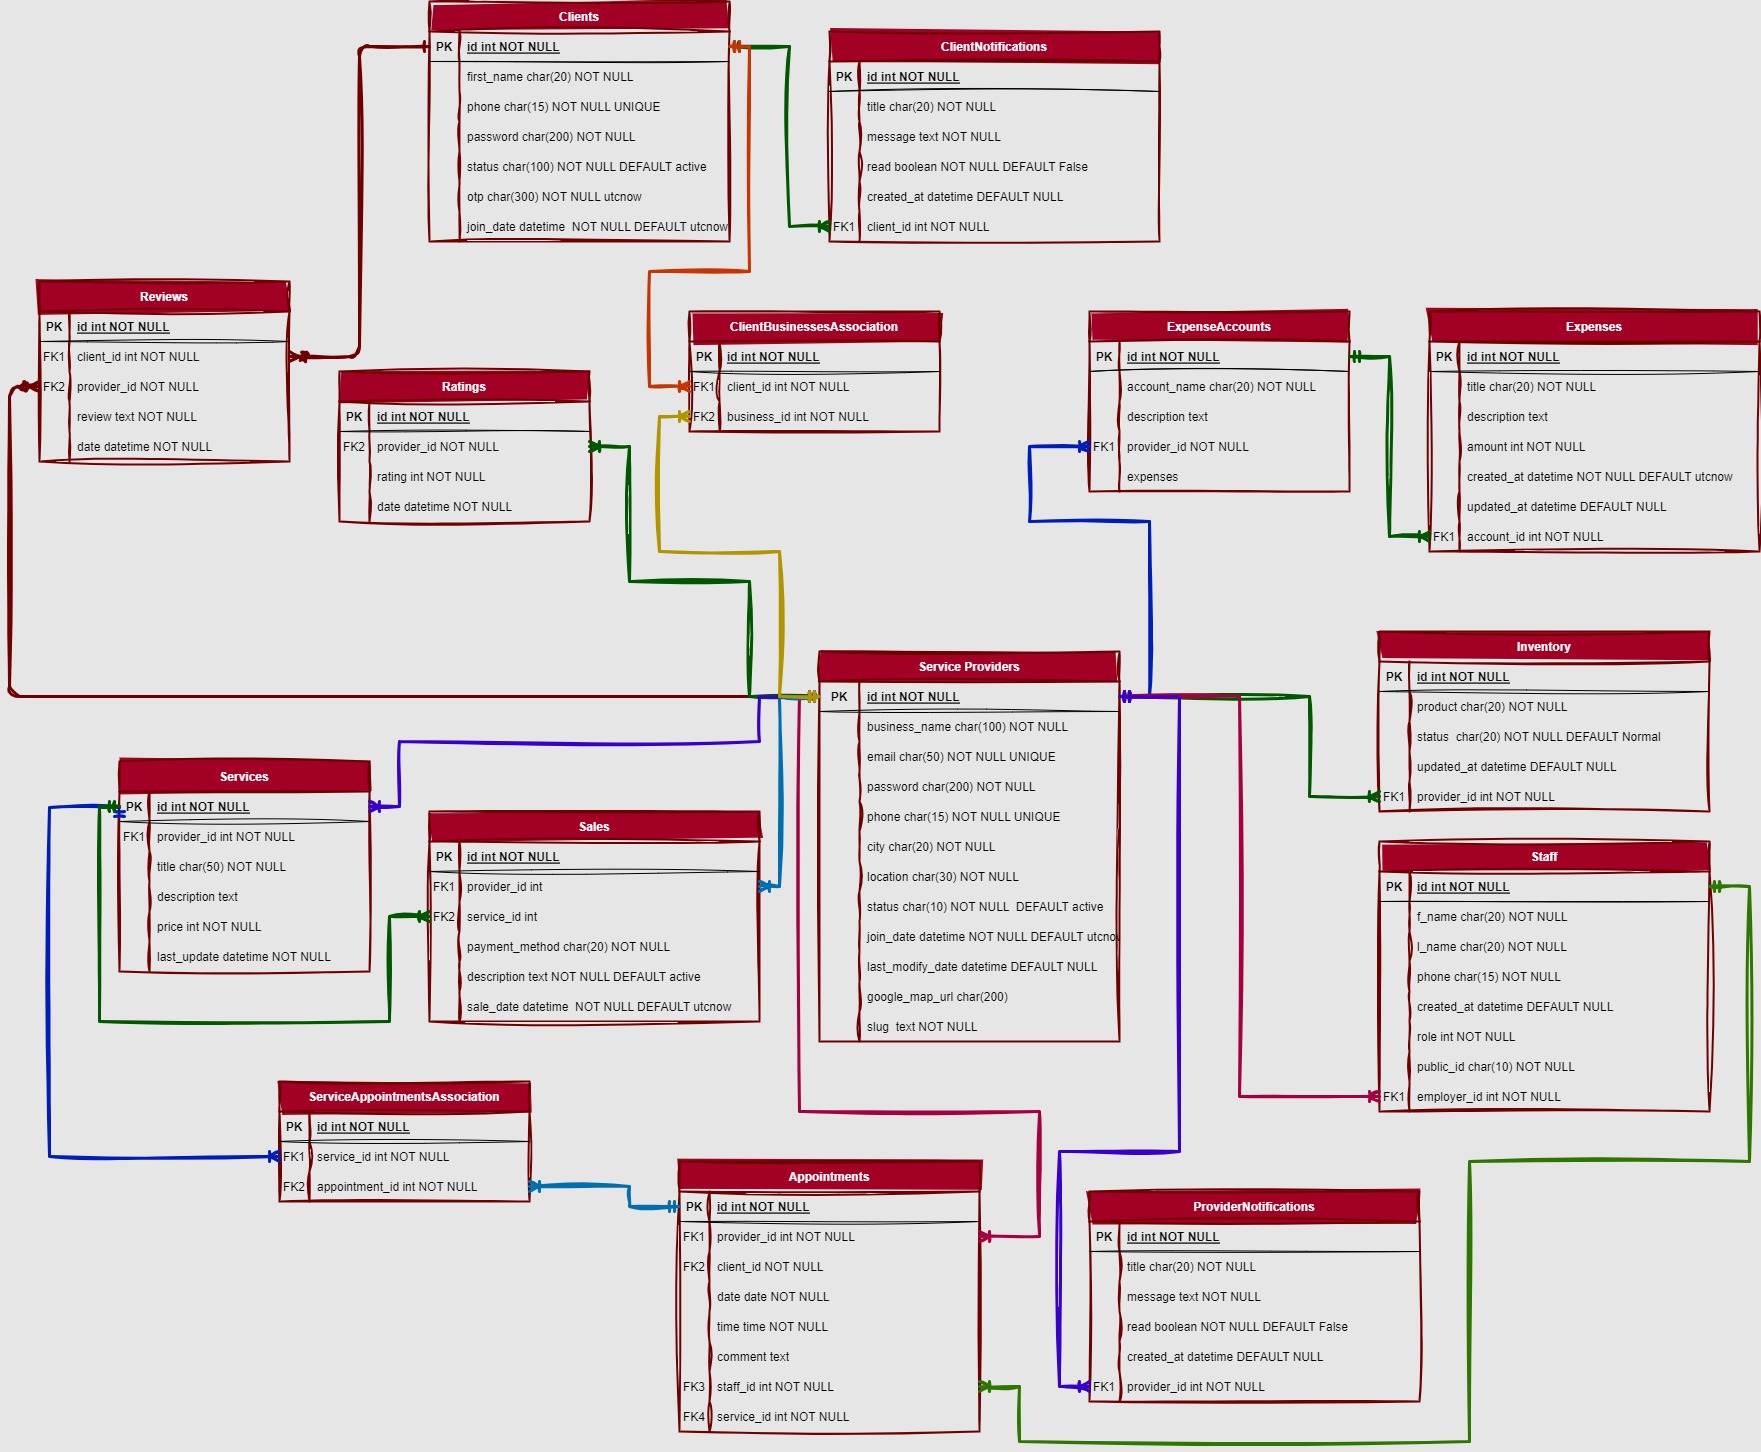 Clients
PK id int NOT NULL
first_name char(20) NOT NULL
phone char(15) NOT NULL UNIQUE
password char(200) NOT NULL
status char(100) NOT NULL DEFAULT active
otp char(300) NOT NULL utcnow
join_date datetime  NOT NULL DEFAULT utcnow
ClientNotifications
PK id int NOT NULL
title char(20) NOT NULL
message text NOT NULL
read boolean NOT NULL DEFAULT False
created_at datetime DEFAULT NULL
FK1 client_id int NOT NULL
Reviews
PK id int NOT NULL
FK1 client_id int NOT NULL
FK2 provider_id NOT NULL
review text NOT NULL
date datetime NOT NULL
Ratings
PK id int NOT NULL
FK2 provider_id NOT NULL
rating int NOT NULL
date datetime NOT NULL
ClientBusinessesAssociation
PK id int NOT NULL
FK1 client_id int NOT NULL
FK2 business_id int NOT NULL
ExpenseAccounts
PK id int NOT NULL
account_name char(20) NOT NULL
description text
FK1 provider_id NOT NULL
expenses
Expenses
PK id int NOT NULL
title char(20) NOT NULL
description text
amount int NOT NULL
created_at datetime NOT NULL DEFAULT utcnow
updated_at datetime DEFAULT NULL
FK1 account_id int NOT NULL
Service Providers
PK id int NOT NULL
business_name char(100) NOT NULL
email char(50) NOT NULL UNIQUE
password char(200) NOT NULL
phone char(15) NOT NULL UNIQUE
city char(20) NOT NULL
location char(30) NOT NULL
status char(10) NOT NULL  DEFAULT active
join_date datetime NOT NULL DEFAULT utcnow
last_modify_date datetime DEFAULT NULL
google_map_url char(200)
slug  text NOT NULL
Inventory
PK id int NOT NULL
product char(20) NOT NULL
status  char(20) NOT NULL DEFAULT Normal
updated_at datetime DEFAULT NULL
FK1 provider_id int NOT NULL
Services
PK id int NOT NULL
FK1 provider_id int NOT NULL
title char(50) NOT NULL
description text
price int NOT NULL
last_update datetime NOT NULL
Sales
PK id int NOT NULL
FK1 provider_id int
FK2 service_id int
payment_method char(20) NOT NULL
description text NOT NULL DEFAULT active
sale_date datetime  NOT NULL DEFAULT utcnow
Staff
PK id int NOT NULL
f_name char(20) NOT NULL
l_name char(20) NOT NULL
phone char(15) NOT NULL
created_at datetime DEFAULT NULL
role int NOT NULL
public_id char(10) NOT NULL
FK1 employer_id int NOT NULL
ServiceAppointmentsAssociation
PK id int NOT NULL
FK1 service_id int NOT NULL
FK2 appointment_id int NOT NULL
Appointments
PK id int NOT NULL
FK1 provider_id int NOT NULL
FK2 client_id NOT NULL
date date NOT NULL
time time NOT NULL
comment text
FK3 staff_id int NOT NULL
FK4 service_id int NOT NULL
ProviderNotifications
PK id int NOT NULL
title char(20) NOT NULL
message text NOT NULL
read boolean NOT NULL DEFAULT False
created_at datetime DEFAULT NULL
FK1 provider_id int NOT NULL